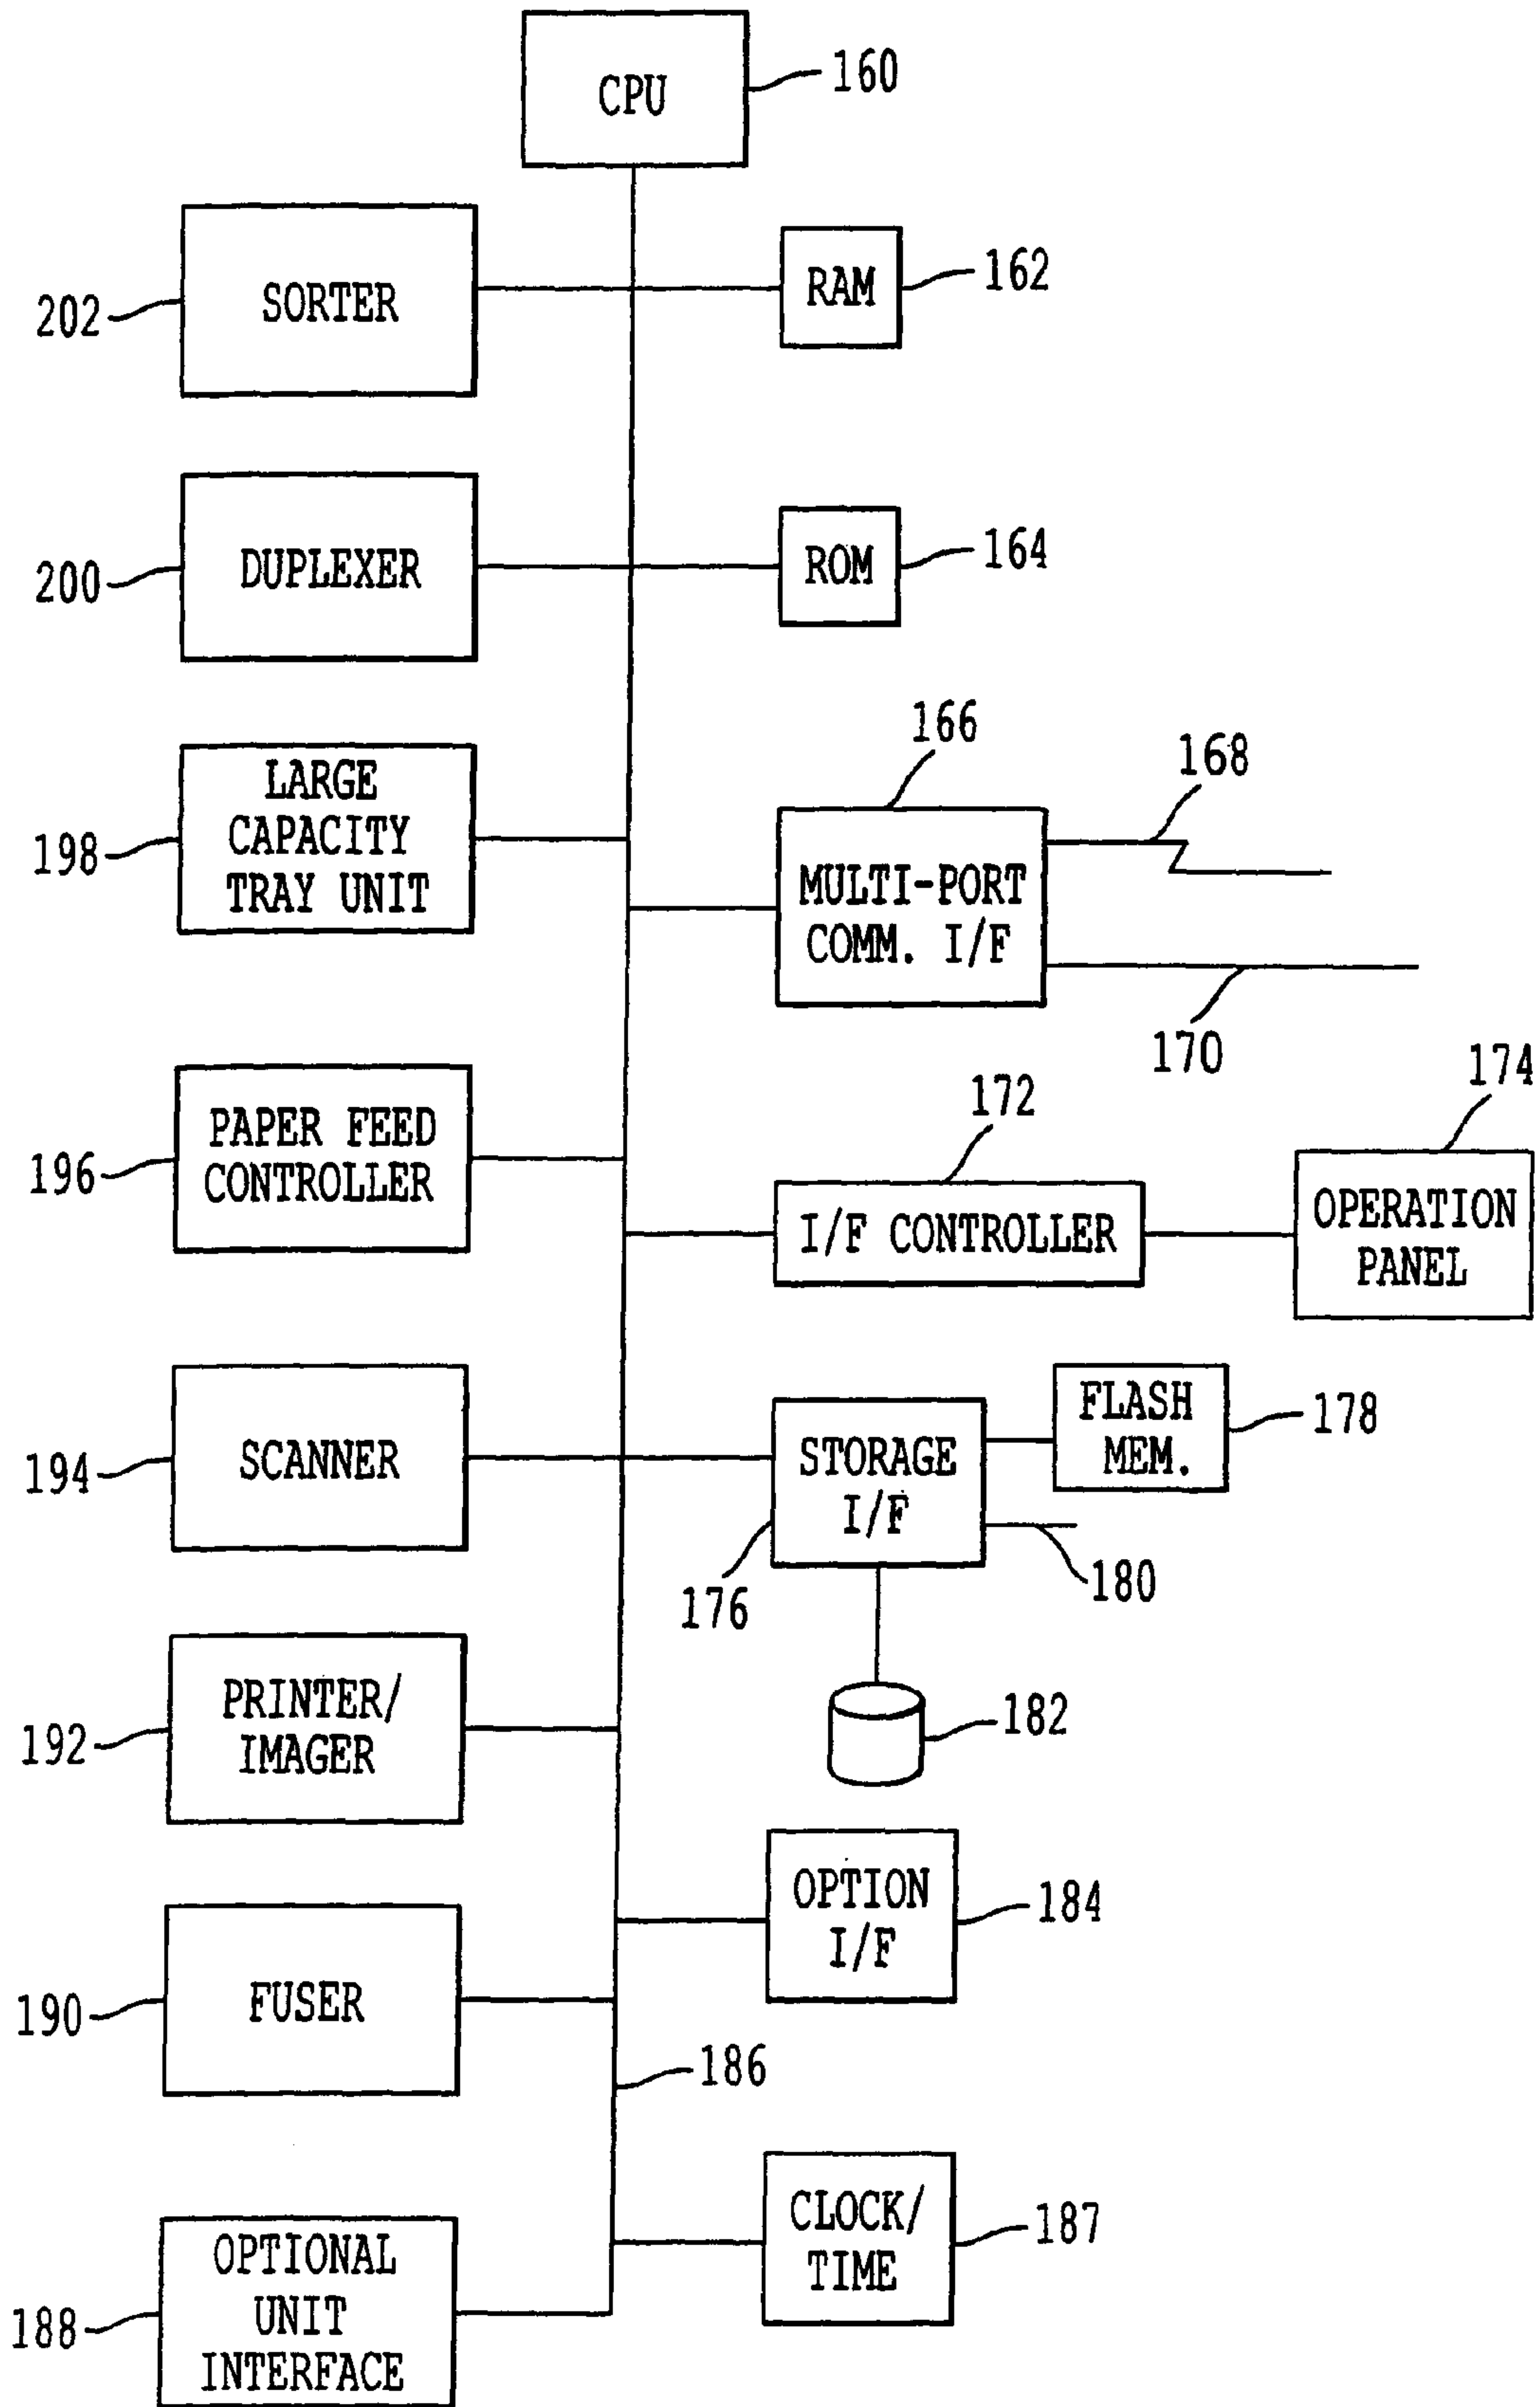 CPU
160
SORTER
202
RAM
162
DUPLEXER
200
ROM
164
LARGE
CAPACITY
TRAY UNIT
198
166
168
MULTI-PORT
COMM. I/F
170
PAPER FEED
CONTROLLER
196
172
I/F CONTROLLER
174
OPERATION
PANEL
SCANNER
194
STORAGE
I/F
176
FLASH
MEM.
178
180
182
PRINTER/
IMAGER
192
OPTION
I/F
184
FUSER
190
186
CLOCK/
TIME
187
OPTIONAL
UNIT
INTERFACE
188